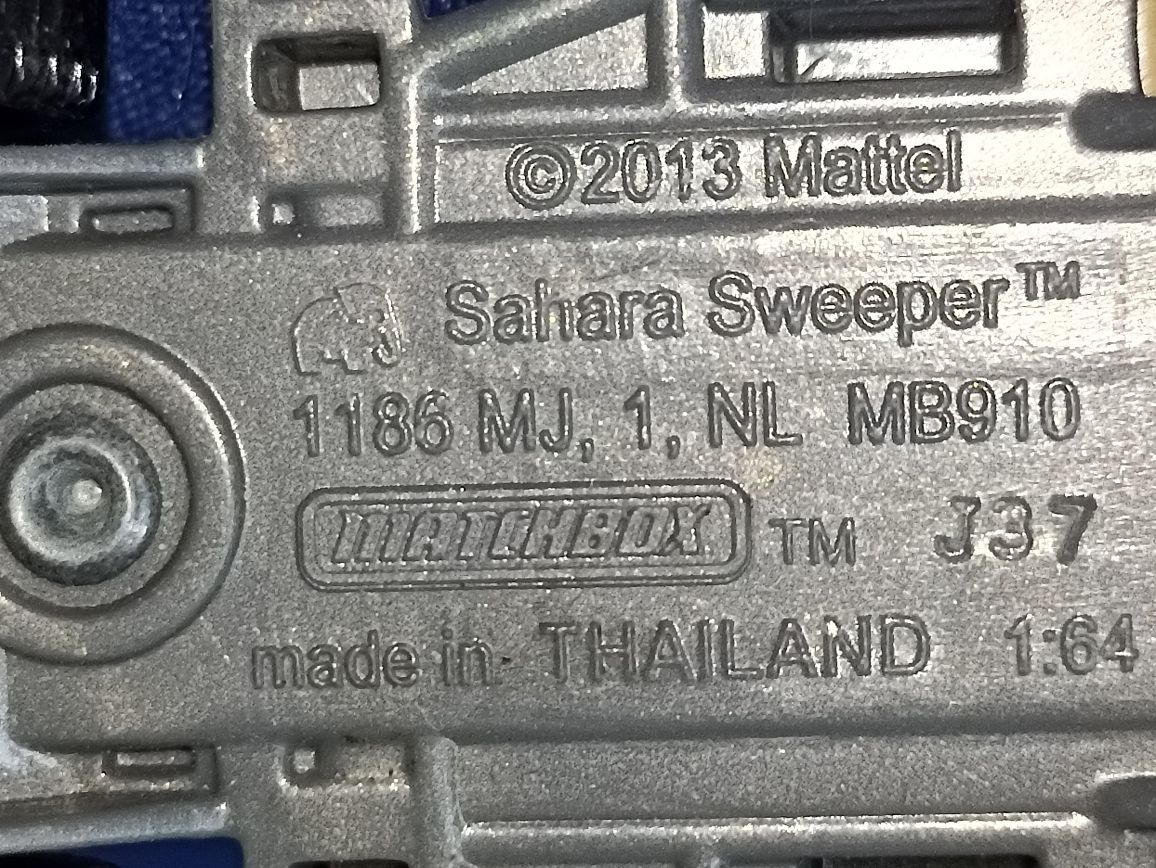 ©2013 Mattel
Sahara Sweeper™
1186 MJ, 1, NL MB910
MATCHBOX ™ J37
made in THAILAND 1:64